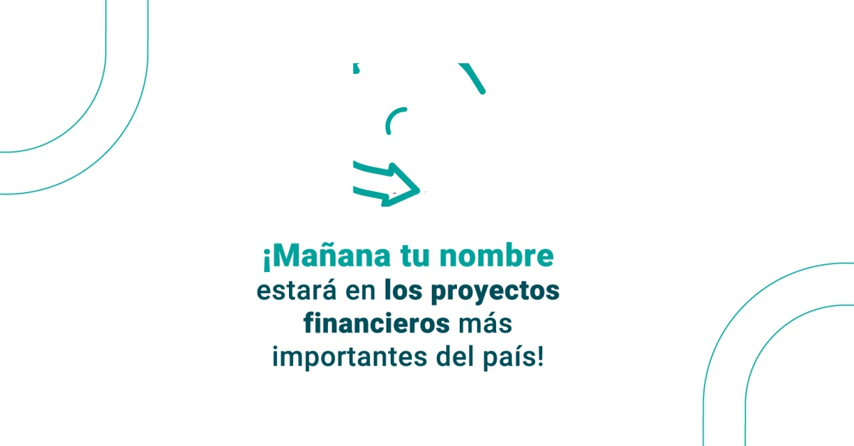 ¡Mañana tu nombre
estará en los proyectos
financieros más
importantes del país!